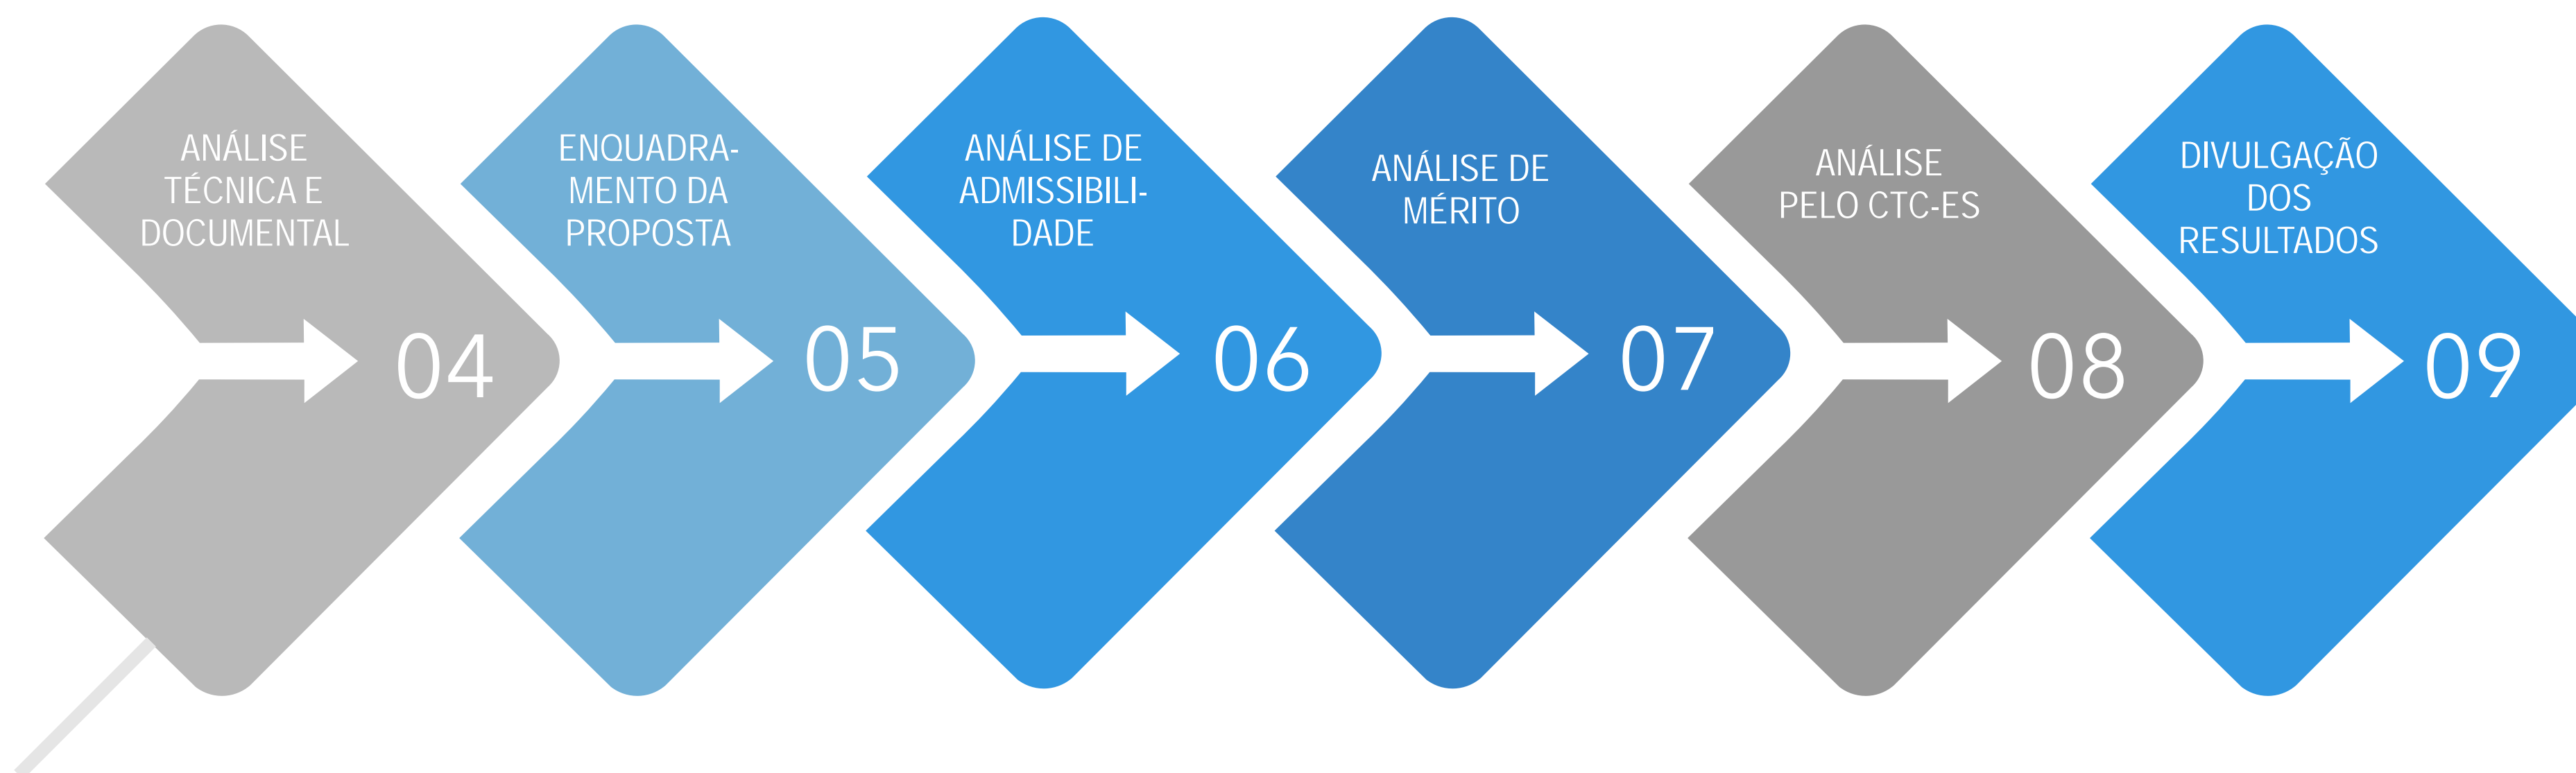 ANÁLISE
TÉCNICA E
DOCUMENTAL
04
ENQUADRA-
MENTO DA
PROPOSTA
05
ANÁLISE DE
ADMISSIBILI-
DADE
06
ANÁLISE DE
MÉRITO
07
ANÁLISE
PELO CTC-ES
08
DIVULGAÇÃO
DOS
RESULTADOS
09